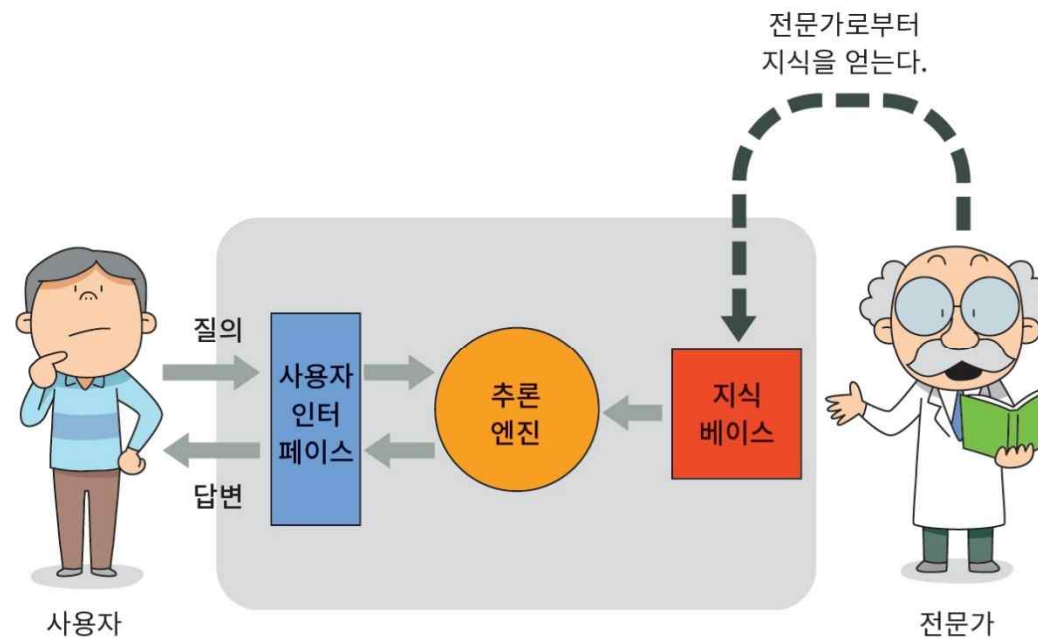 전문가로부터
지식을 얻는다.
질의
사용자
인터
페이스
추론
엔진
지식
베이스
답변
사용자
전문가